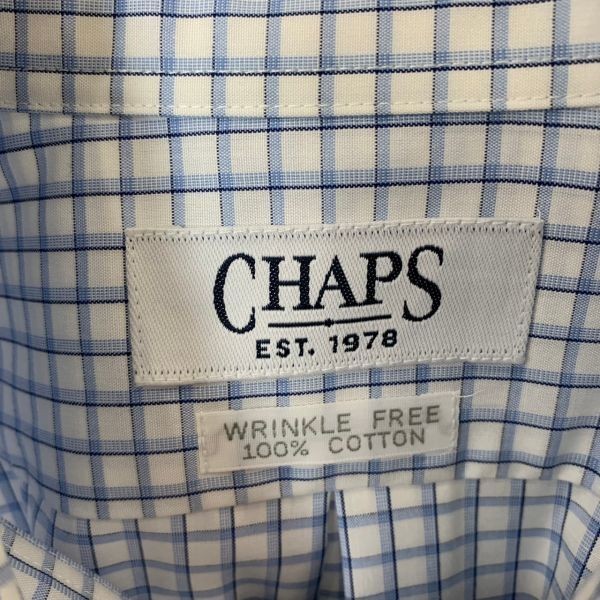 CHAPS
EST. 1978
WRINKLE FREE
100% COTTON